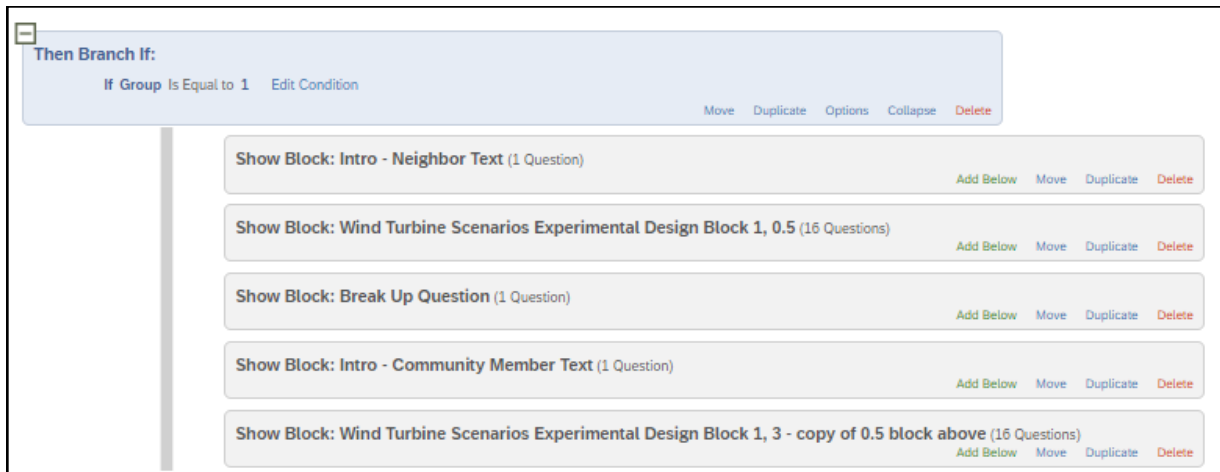 Then Branch If:
If Group Is Equal to 1 Edit Condition
Move Duplicate Options Collapse Delete
Show Block: Intro - Neighbor Text (1 Question)
Add Below Move Duplicate Delete
Show Block: Wind Turbine Scenarios Experimental Design Block 1, 0.5 (16 Questions)
Add Below Move Duplicate Delete
Show Block: Break Up Question (1 Question)
Add Below Move Duplicate Delete
Show Block: Intro - Community Member Text (1 Question)
Add Below Move Duplicate Delete
Show Block: Wind Turbine Scenarios Experimental Design Block 1, 3 - copy of 0.5 block above (16 Questions)
Add Below Move Duplicate Delete